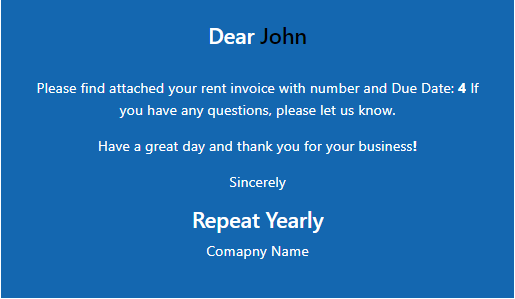 Dear John
Please find attached your rent invoice with number and Due Date: 4 If
you have any questions, please let us know.
Have a great day and thank you for your business!
Sincerely
Repeat Yearly
Comapny Name